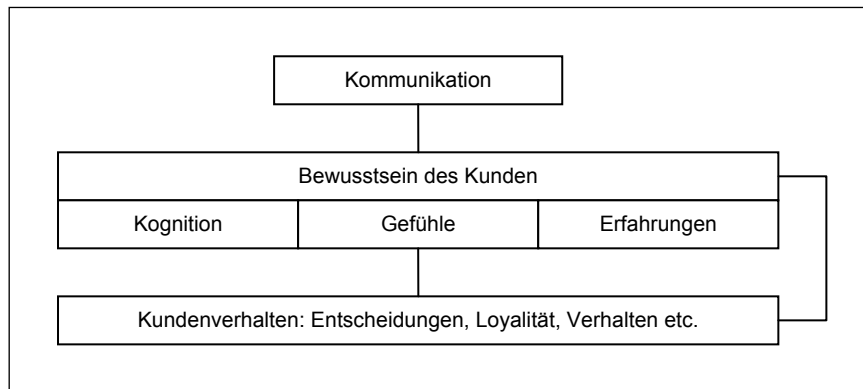 Kommunikation
Bewusstsein des Kunden
Kognition
Gefühle
Erfahrungen
Kundenverhalten: Entscheidungen, Loyalität, Verhalten etc.